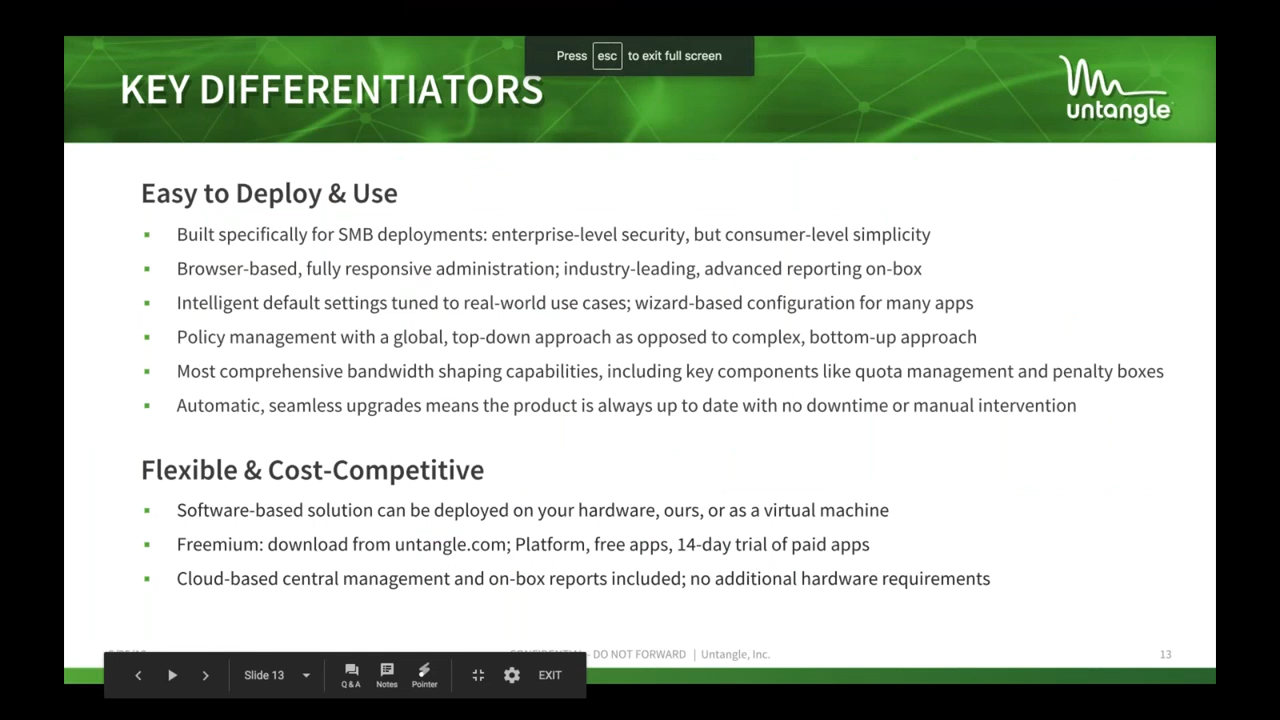 Press esc to exit full screen
KEY DIFFERENTIATORS
untangle
Easy to Deploy & Use
▪ Built specifically for SMB deployments: enterprise-level security, but consumer-level simplicity
▪ Browser-based, fully responsive administration; industry-leading, advanced reporting on-box
▪ Intelligent default settings tuned to real-world use cases; wizard-based configuration for many apps
▪ Policy management with a global, top-down approach as opposed to complex, bottom-up approach
▪ Most comprehensive bandwidth shaping capabilities, including key components like quota management and penalty boxes
▪ Automatic, seamless upgrades means the product is always up to date with no downtime or manual intervention
Flexible & Cost-Competitive
▪ Software-based solution can be deployed on your hardware, ours, or as a virtual machine
▪ Freemium: download from untangle.com; Platform, free apps, 14-day trial of paid apps
▪ Cloud-based central management and on-box reports included; no additional hardware requirements
- DO NOT FORWARD | Untangle, Inc.
13
Slide 13
Q & A
Notes
Pointer
EXIT